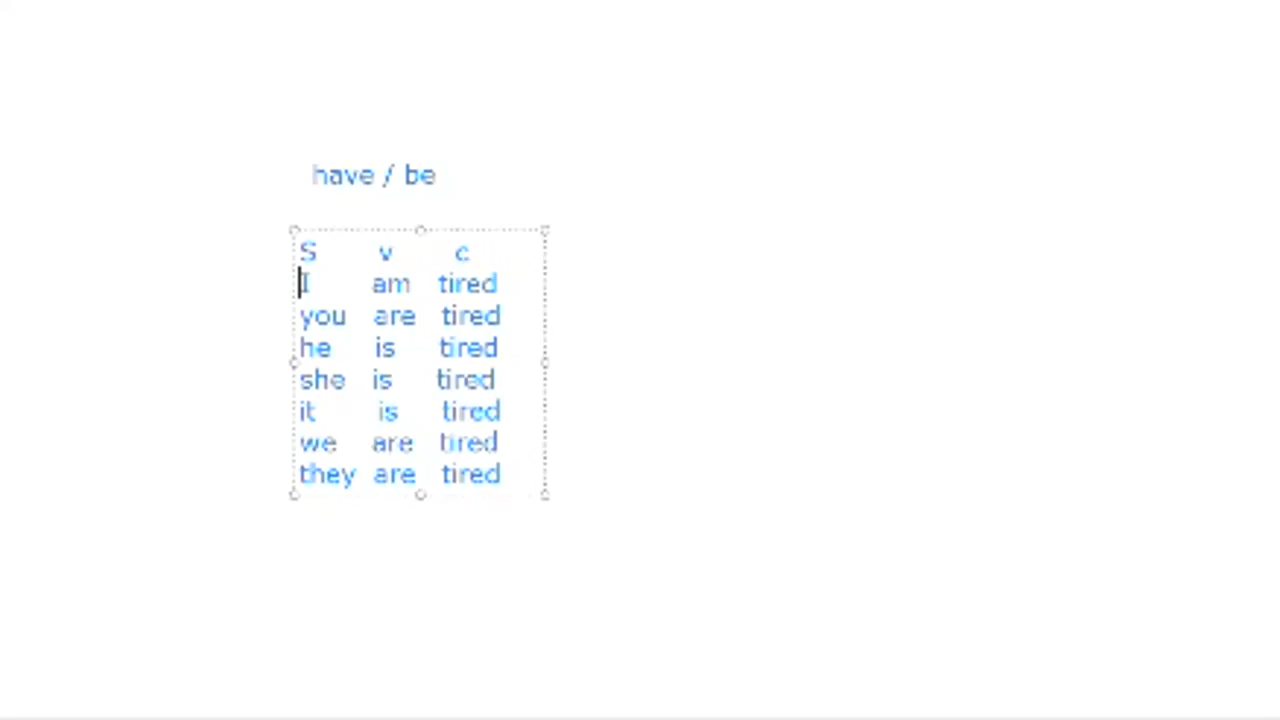 have / be
S v c
I am tired
you are tired
he is tired
she is tired
it is tired
we are tired
they are tired